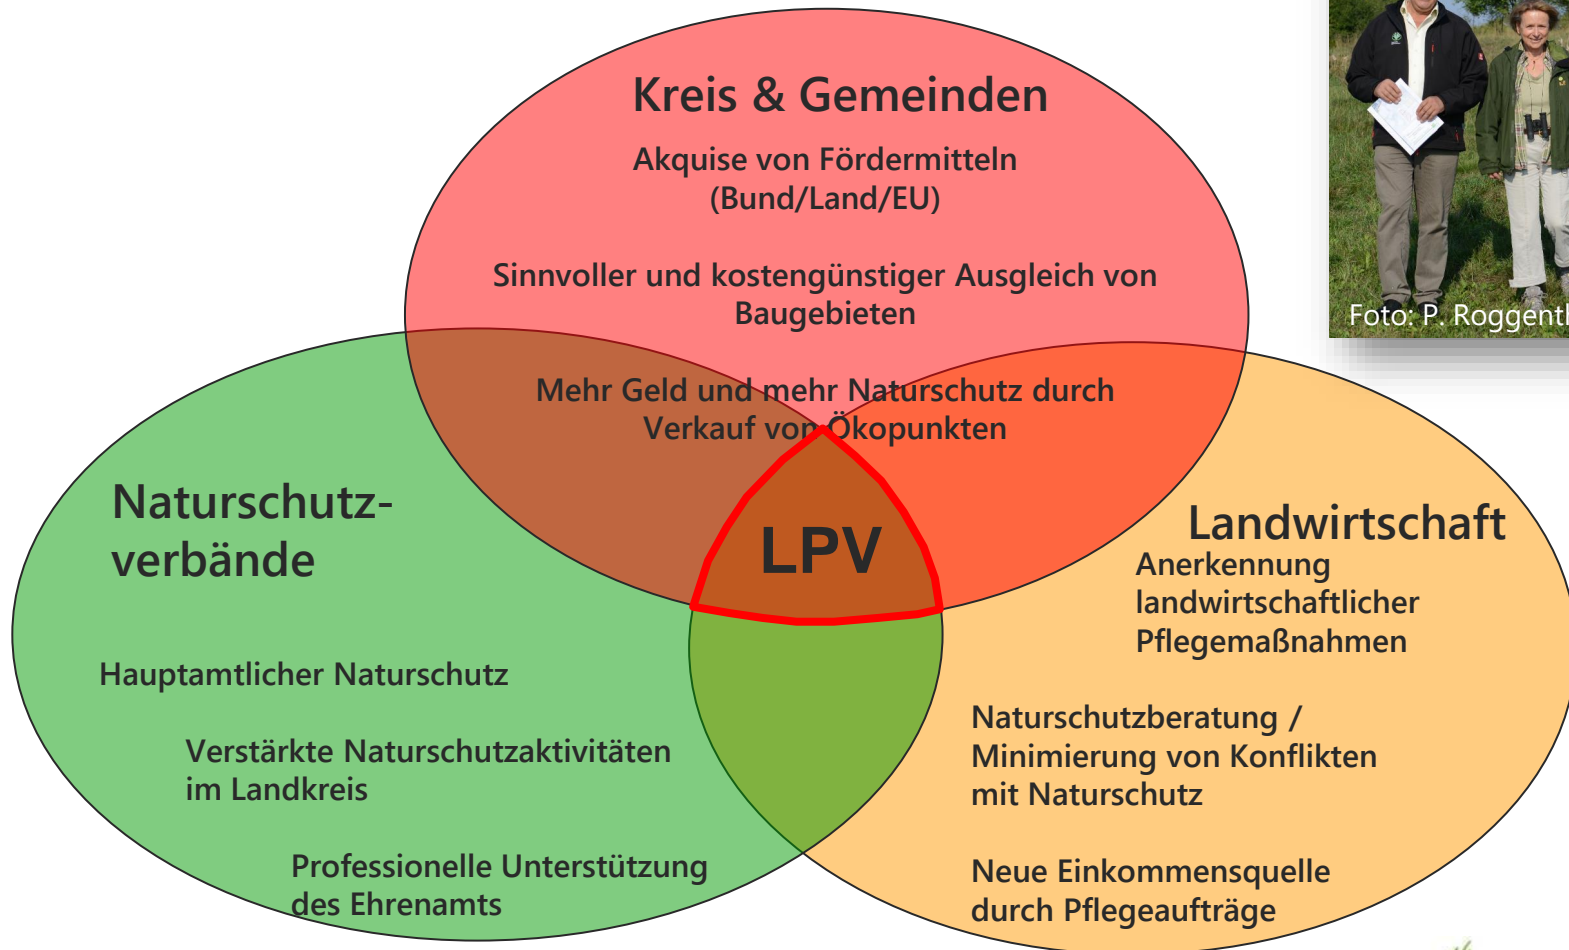 Kreis & Gemeinden
Akquise von Fördermitteln
(Bund/Land/EU)
Sinnvoller und kostengünstiger Ausgleich von
Baugebieten
Mehr Geld und mehr Naturschutz durch
Verkauf von Ökopunkten
Foto: P.
Naturschutz-
verbände
Hauptamtlicher Naturschutz
Verstärkte Naturschutzaktivitäten
im Landkreis
Professionelle Unterstützung
des Ehrenamts
LPV
Landwirtschaft
Anerkennung
landwirtschaftlicher
Pflegemaßnahmen
Naturschutzberatung /
Minimierung von Konflikten
mit Naturschutz
Neue Einkommensquelle
durch Pflegeaufträge